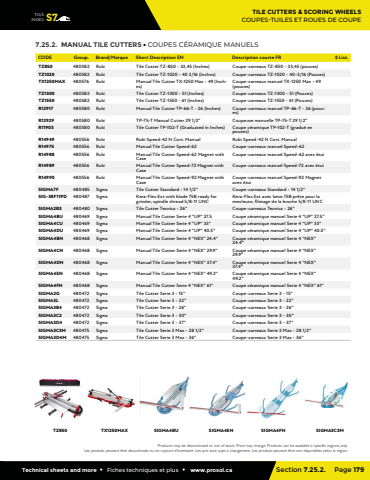 TILE INDEX S7.
TILE CUTTERS & SCORING WHEELS
COUPES-TUILES ET ROUES DE COUPE
7.25.2. MANUAL TILE CUTTERS • COUPES CÉRAMIQUE MANUELS
CODE Group. Brand/Marque Short Description EN Description courte FR $ List.
TZ850 480582 Rubi Tile Cutter TZ-850 - 33,45 (Inches) Coupe-carreaux TZ-850 - 33,45 (pouces)
TZ1020 480582 Rubi Tile Cutter TZ-1020 - 40 3/16 (Inches) Coupe-carreaux TZ-1020 - 40-3/16 (Pouces)
TX1250MAX 480576 Rubi Manual Tile Cutter TX-1250 Max - 49 (Inches) Coupe-carreaux manuel TX-1250 Max - 49 (pouces)
TZ1300 480582 Rubi Tile Cutter TZ-1300 - 51 (Inches) Coupe-carreaux TZ-1300 - 51 (Pouces)
TZ1550 480582 Rubi Tile Cutter TZ-1550 - 61 (Inches) Coupe-carreaux TZ-1550 - 61 (Pouces)
R12917 480580 Rubi Manual Tile Cutter TP-66-T - 26 (Inches) Coupe-carreaux manuel TP-66-T - 26 (pouces)
R12929 480580 Rubi TP-75-T Manual Cutter 29 1/2" Coupeuse manuelle TP-75-T 29 1/2"
R11903 480580 Rubi Tile Cutter TP-102-T (Graduated in Inches) Coupe céramique TP-102-T (gradué en pouces)
R14949 480556 Rubi Rubi Speed-42 N Cort. Manual Rubi Speed-42 N Cort. Manual
R14975 480556 Rubi Manual Tile Cutter Speed-62 Coupe-carreaux manuel Speed-62
R14988 480556 Rubi Manual Tile Cutter Speed-62 Magnet with Case Coupe-carreaux manuel Speed-62 avec étui
R14989 480556 Rubi Manual Tile Cutter Speed-72 Magnet with Case Coupe-carreaux manuel Speed-72 avec étui
R14990 480556 Rubi Manual Tile Cutter Speed-92 Magnet with Case Coupe-carreaux manuel Speed-92 Magnet avec étui
SIGMA7F 480485 Sigma Tile Cutter Standard - 14 1/2" Coupe-carreaux Standard - 14 1/2"
SIG-3BF11PD 480487 Sigma Kera-Flex Ext with blade 75B ready for grinder, spindle thread 5/8-11 UNC Kera-Flex Ext avec lame 75B prête pour la meuleuse, filetage de la broche 5/8-11 UNC
SIGMA2B3 480480 Sigma Tile Cutter Tecnica - 26" Coupe-carreaux Tecnica - 26"
SIGMA4BU 480469 Sigma Manual Tile Cutter Serie 4 "UP" 27.5 Coupe céramique manuel Serie 4 "UP" 27.5"
SIGMA4CU 480469 Sigma Manual Tile Cutter Serie 4 "UP" 33" Coupe céramique manuel Serie 4 "UP" 33"
SIGMA4DU 480469 Sigma Manual Tile Cutter Serie 4 "UP" 40.5" Coupe céramique manuel Serie 4 "UP" 40.5"
SIGMA4BN 480468 Sigma Manual Tile Cutter Serie 4 "NEX" 24.4" Coupe céramique manuel Serie 4 "NEX" 24.4"
SIGMA4CN 480468 Sigma Manual Tile Cutter Serie 4 "NEX" 29.9" Coupe céramique manuel Serie 4 "NEX" 29.9"
SIGMA4DN 480468 Sigma Manual Tile Cutter Serie 4 "NEX" 37.4" Coupe céramique manuel Serie 4 "NEX" 37.4"
SIGMA4EN 480468 Sigma Manual Tile Cutter Serie 4 "NEX" 49.2" Coupe céramique manuel Serie 4 "NEX" 49.2"
SIGMA4FN 480468 Sigma Manual Tile Cutter Serie 4 "NEX" 61" Coupe céramique manuel Serie 4 "NEX" 61"
SIGMA2G 480472 Sigma Tile Cutter Serie 3 - 15" Coupe-carreaux Serie 3 - 15"
SIGMA3L 480472 Sigma Tile Cutter Serie 3 - 22" Coupe-carreaux Serie 3 - 22"
SIGMA3B4 480472 Sigma Tile Cutter Serie 3 - 26" Coupe-carreaux Serie 3 - 26"
SIGMA3C2 480472 Sigma Tile Cutter Serie 3 - 30" Coupe-carreaux Serie 3 - 30"
SIGMA3D4 480472 Sigma Tile Cutter Serie 3 - 37" Coupe-carreaux Serie 3 - 37"
SIGMA3C3M 480475 Sigma Tile Cutter Serie 3 Max - 28 1/2" Coupe-carreaux Serie 3 Max - 28 1/2"
SIGMA3D4M 480475 Sigma Tile Cutter Serie 3 Max - 36" Coupe-carreaux Serie 3 Max - 36"
TZ850 TX1250MAX SIGMA4BU SIGMA4EN SIGMA4FN SIGMA3C3M
Products may be discontinued or out of stock. Price may change. Products can be available in specific regions only.
Les produits peuvent être discontinués ou en rupture d'inventaire. Les prix sont sujet à changement. Les produits peuvent être non disponibles selon la région.
Technical sheets and more • Fiches techniques et plus • www.prosol.ca Section 7.25.2. Page 179